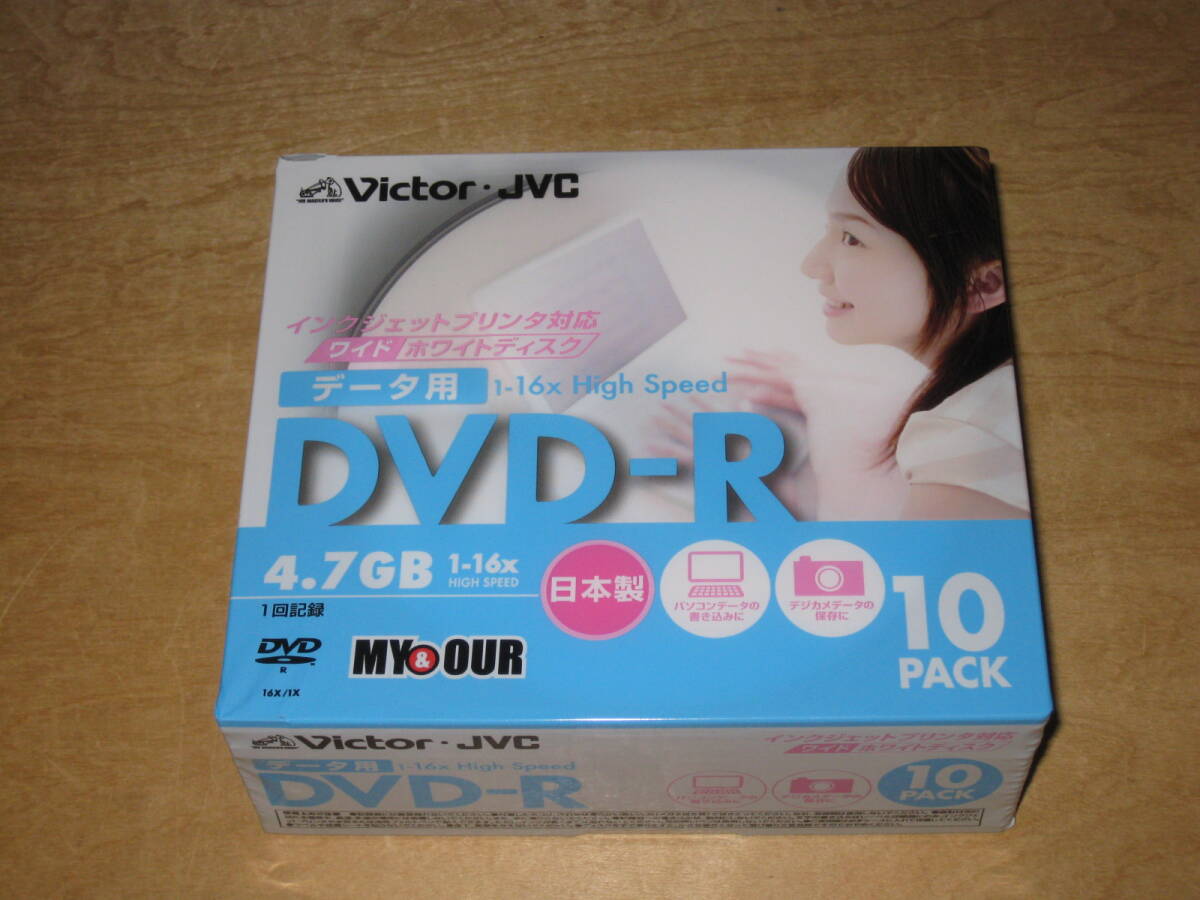 "HIS MASTER'S VOICE"
Victor・JVC
インクジェットプリンタ対応
ワイド ホワイトディスク
データ用 1-16x High Speed
DVD-R
4.7GB 1-16x
HIGH SPEED
日本製
パソコンデータの
書き込みに
デジカメデータの
保存に
10
PACK
1回記録
DVD
R
16X/1X
MY&OUR
Victor・JVC
インクジェットプリンタ対応
ワイド ホワイトディスク
データ用 1-16x High Speed
DVD-R
10
PACK